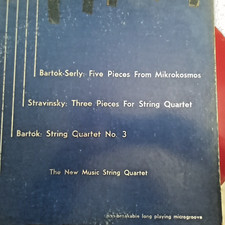 Bartok-Serly: Five Pieces From Mikrokosmos
Stravinsky: Three Pieces For String Quartet
Bartok: String Quartet No. 3
The New Music String Quartet
long playing microgroove